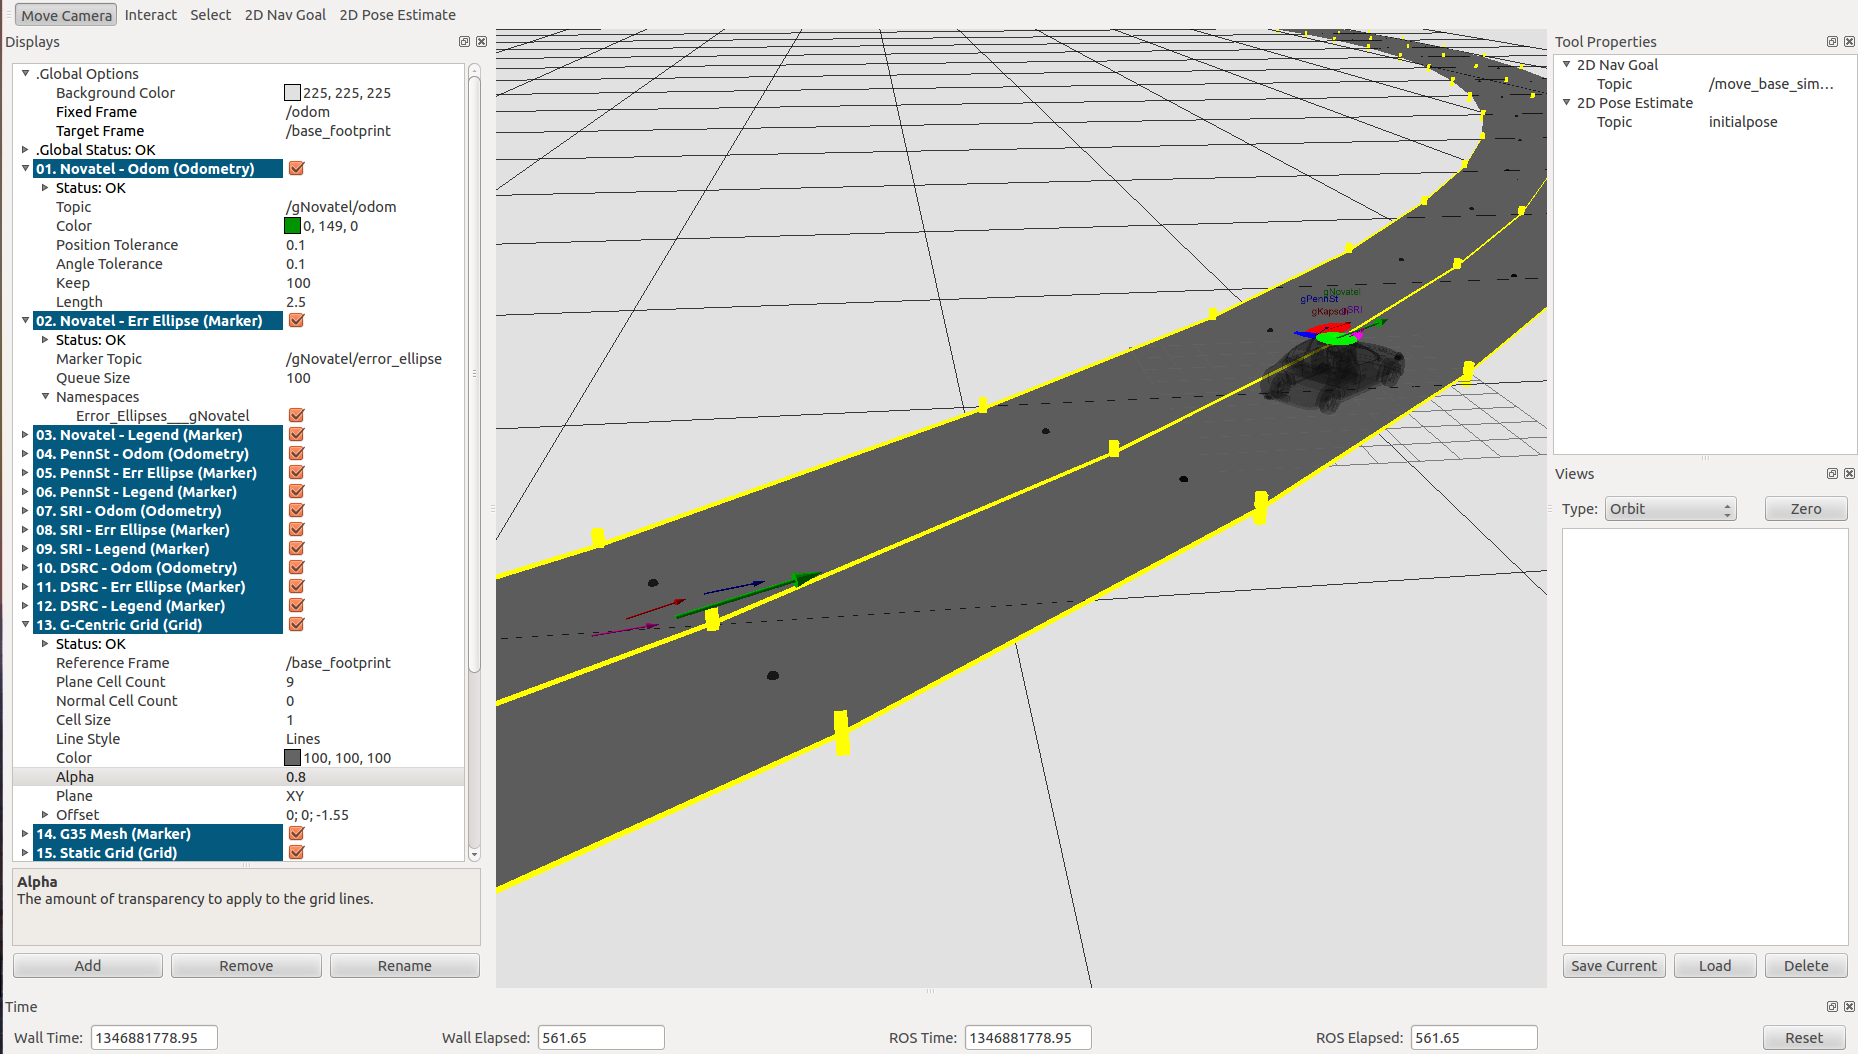 Move Camera Interact Select 2D Nav Goal 2D Pose Estimate
Displays
.Global Options
Background Color 225, 225, 225
Fixed Frame /odom
Target Frame /base_footprint
.Global Status: OK
01. Novatel - Odom (Odometry)
Status: OK
Topic /gNovatel/odom
Color 0, 149, 0
Position Tolerance 0.1
Angle Tolerance 0.1
Keep 100
Length 2.5
02. Novatel - Err Ellipse (Marker)
Status: OK
Marker Topic /gNovatel/error_ellipse
Queue Size 100
Namespaces
Error_Ellipses___gNovatel
03. Novatel - Legend (Marker)
04. PennSt - Odom (Odometry)
05. PennSt - Err Ellipse (Marker)
06. PennSt - Legend (Marker)
07. SRI - Odom (Odometry)
08. SRI - Err Ellipse (Marker)
09. SRI - Legend (Marker)
10. DSRC - Odom (Odometry)
11. DSRC - Err Ellipse (Marker)
12. DSRC - Legend (Marker)
13. G-Centric Grid (Grid)
Status: OK
Reference Frame /base_footprint
Plane Cell Count 9
Normal Cell Count 0
Cell Size 1
Line Style Lines
Color 100, 100, 100
Alpha 0.8
Plane XY
Offset 0; 0; -1.55
14. G35 Mesh (Marker)
15. Static Grid (Grid)
Alpha
The amount of transparency to apply to the grid lines.
Add Remove Rename
gNovatel
gPennSt
gKapsch gSRI
Tool Properties
2D Nav Goal
Topic /move_base_sim...
2D Pose Estimate
Topic initialpose
Views
Type: Orbit Zero
Save Current Load Delete
Time
Wall Time: 1346881778.95 Wall Elapsed: 561.65 ROS Time: 1346881778.95 ROS Elapsed: 561.65 Reset